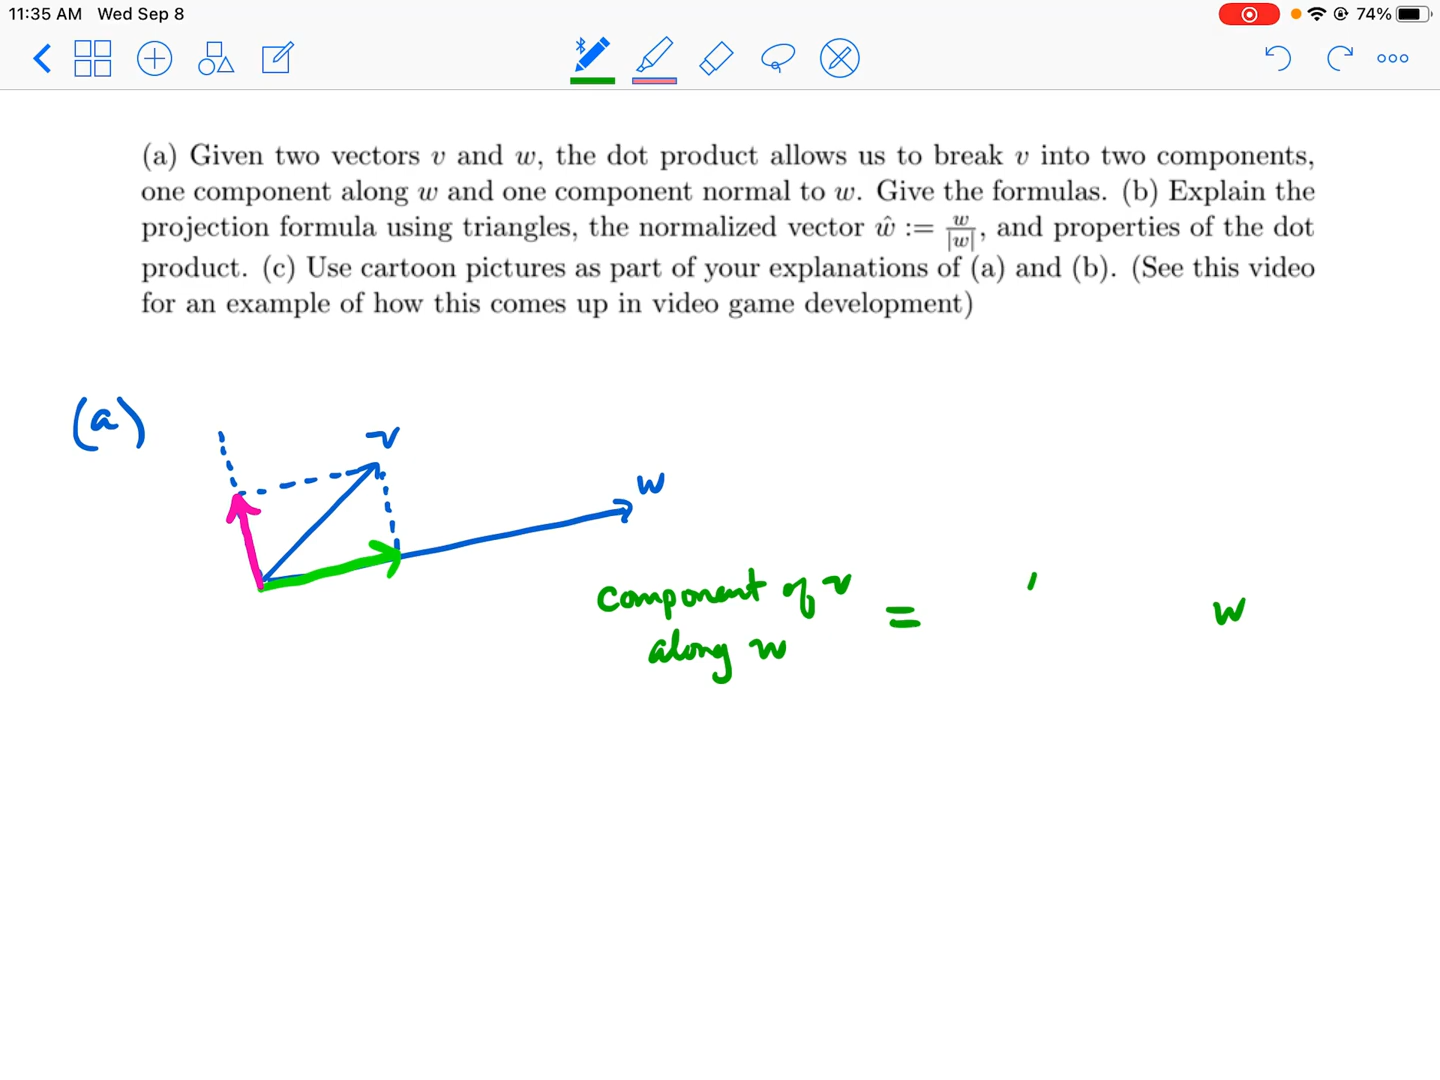 11:35 AM Wed Sep 8
74%
(a) Given two vectors v and w, the dot product allows us to break v into two components,
one component along w and one component normal to w. Give the formulas. (b) Explain the
projection formula using triangles, the normalized vector ŵ := w/|w|, and properties of the dot
product. (c) Use cartoon pictures as part of your explanations of (a) and (b). (See this video
for an example of how this comes up in video game development)
(a)
v
w
component of v
along w
= w